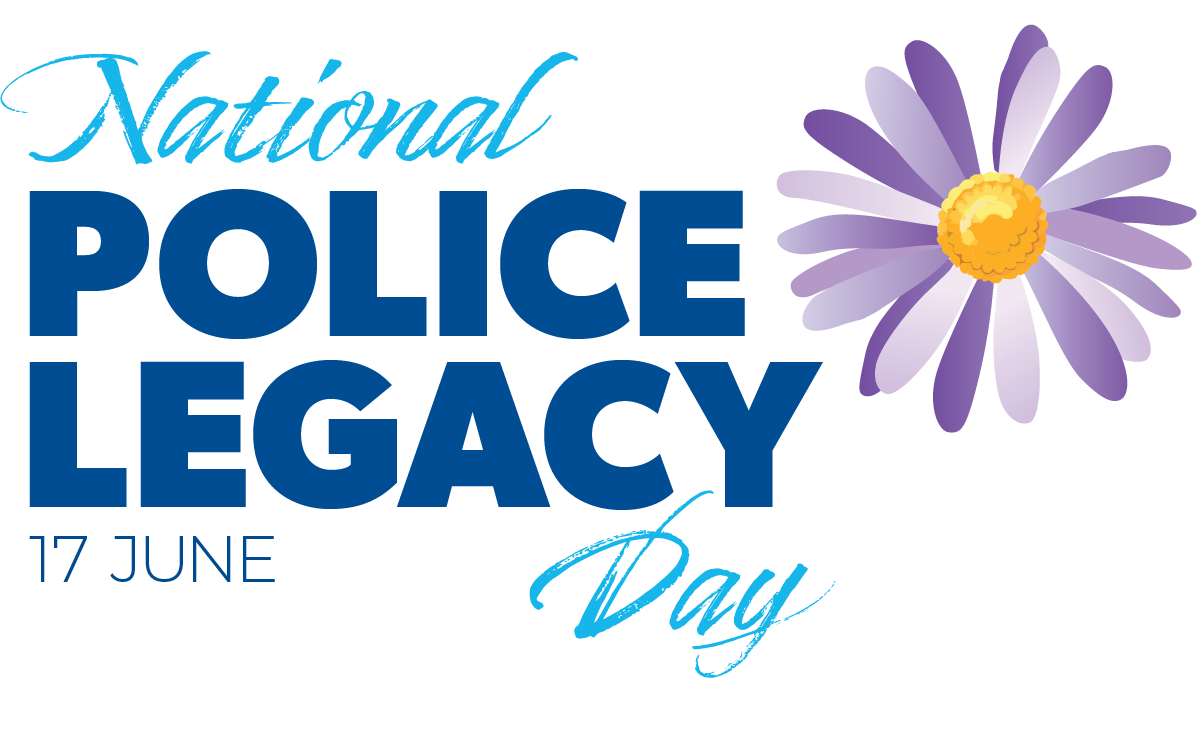 National
POLICE
LEGACY
17 JUNE
Day